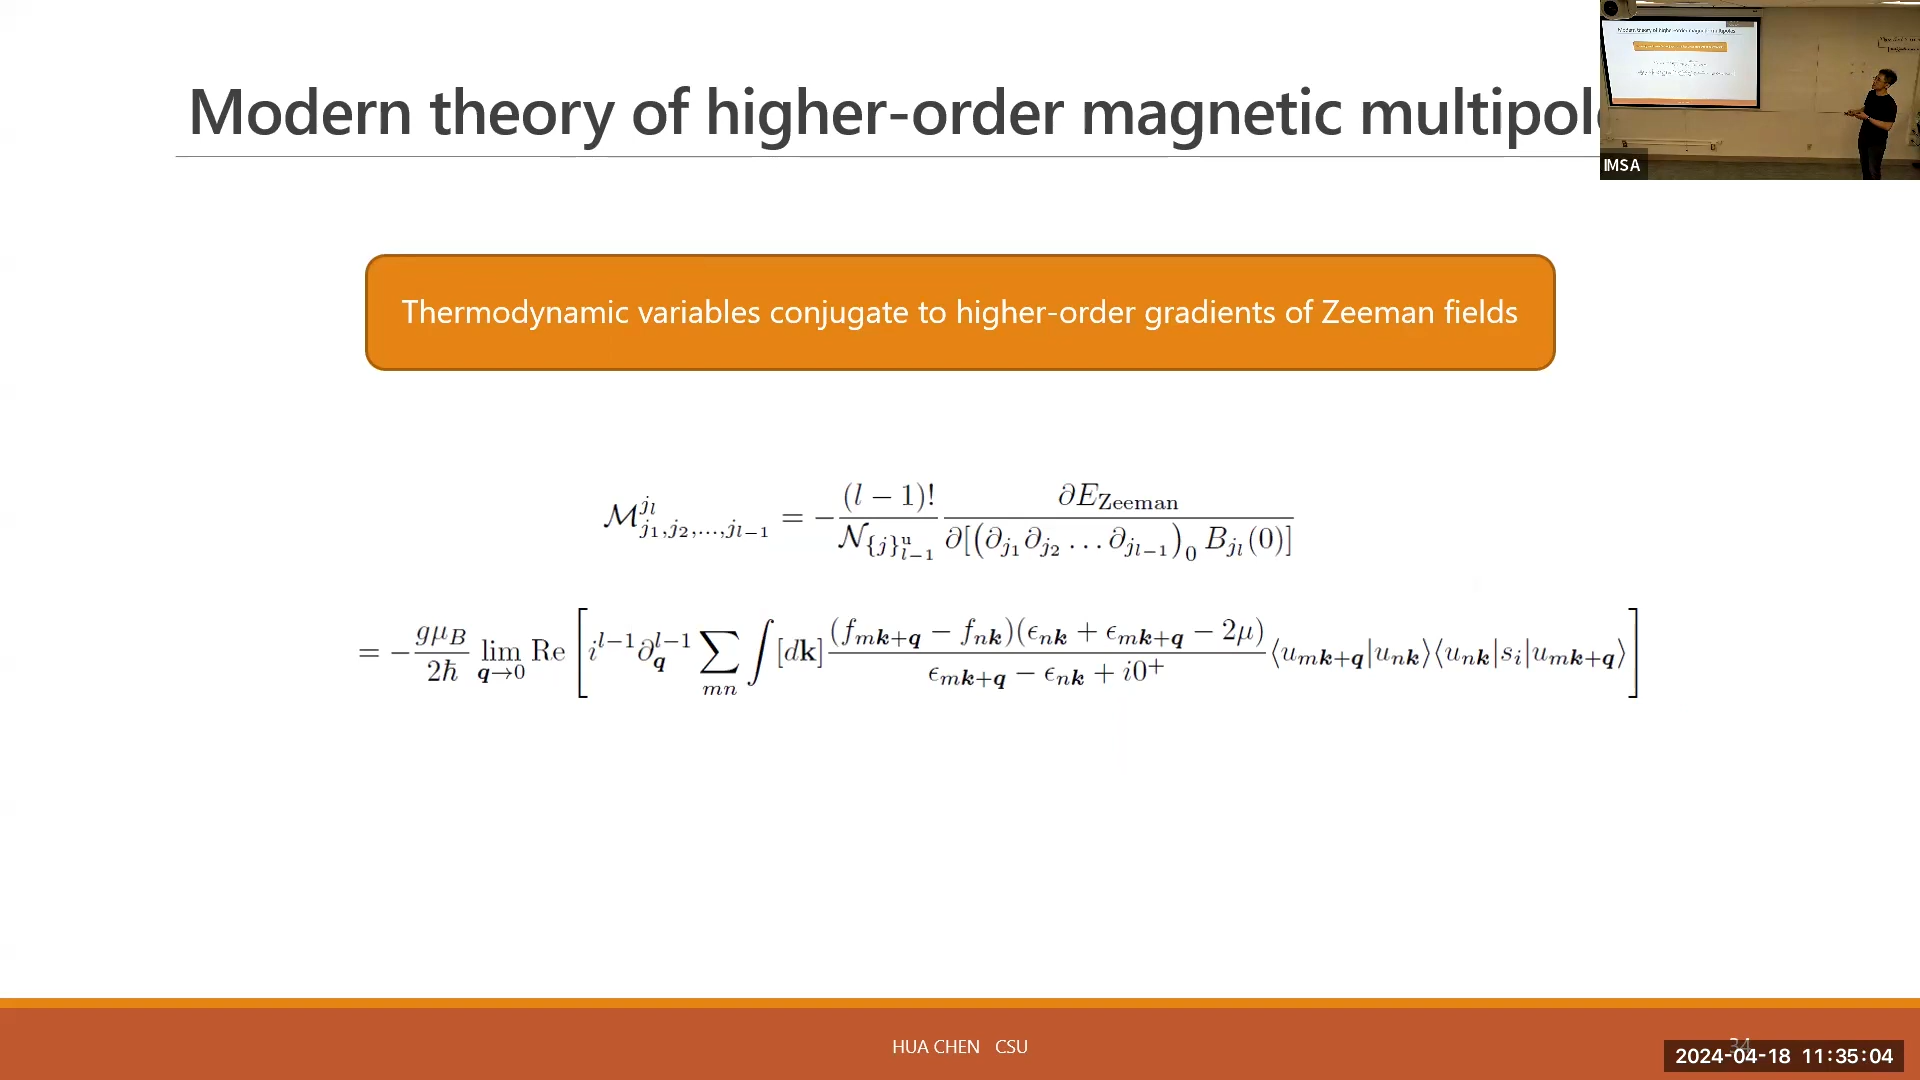 Modern theory of higher-order magnetic multipol
IMSA
Thermodynamic variables conjugate to higher-order gradients of Zeeman fields
$\mathcal{M}^{j_l}_{j_1,j_2,\ldots,j_{l-1}} = -\frac{(l-1)!}{\mathcal{N}_{\{j\}^{\mathrm{u}}_{l-1}}} \frac{\partial E_{\mathrm{Zeeman}}}{\partial[(\partial_{j_1}\partial_{j_2}\ldots\partial_{j_{l-1}})_0 B_{j_l}(0)]}$
$= -\frac{g\mu_B}{2\hbar} \lim_{\boldsymbol{q}\to 0} \mathrm{Re}\left[ i^{l-1}\partial_{\boldsymbol{q}}^{l-1} \sum_{mn} \int [d\mathbf{k}] \frac{(f_{m\boldsymbol{k}+\boldsymbol{q}} - f_{n\boldsymbol{k}})(\epsilon_{n\boldsymbol{k}} + \epsilon_{m\boldsymbol{k}+\boldsymbol{q}} - 2\mu)}{\epsilon_{m\boldsymbol{k}+\boldsymbol{q}} - \epsilon_{n\boldsymbol{k}} + i0^+} \langle u_{m\boldsymbol{k}+\boldsymbol{q}} | u_{n\boldsymbol{k}} \rangle \langle u_{n\boldsymbol{k}} | s_i | u_{m\boldsymbol{k}+\boldsymbol{q}} \rangle \right]$
HUA CHEN CSU
34
2024-04-18 11:35:04